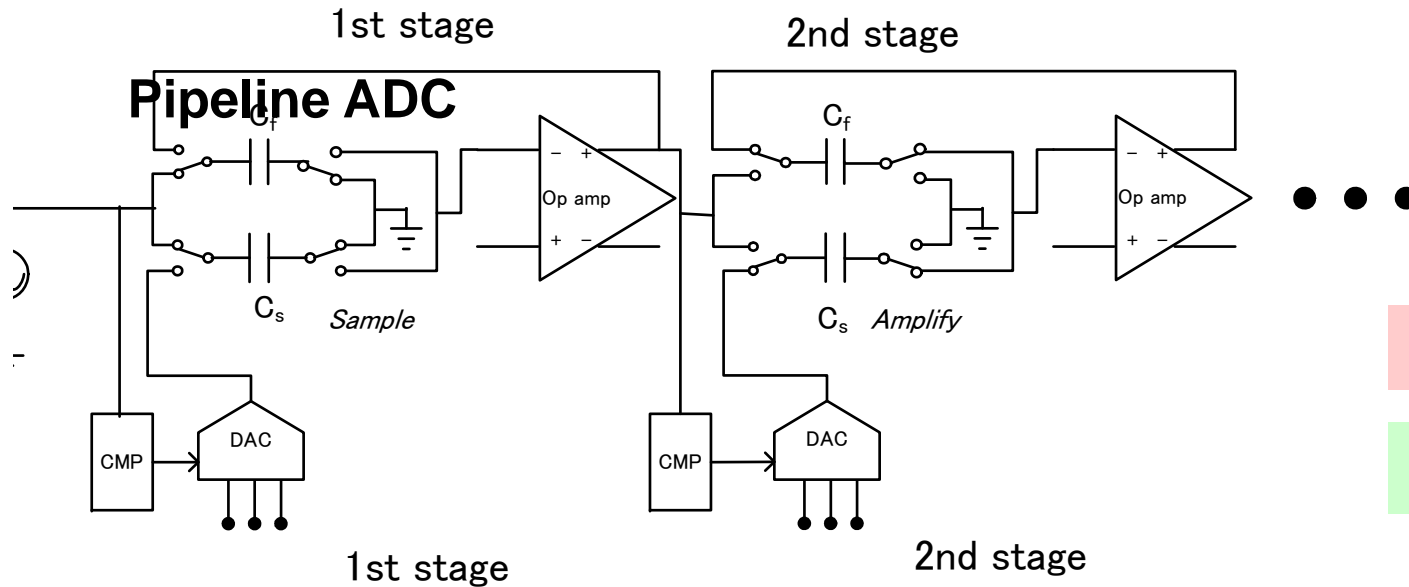 1st stage
2nd stage
Pipeline ADC
Cf
Cf
− +
Op amp
+ −
− +
Op amp
+ −
Cs
Sample
Cs
Amplify
DAC
CMP
DAC
CMP
1st stage
2nd stage